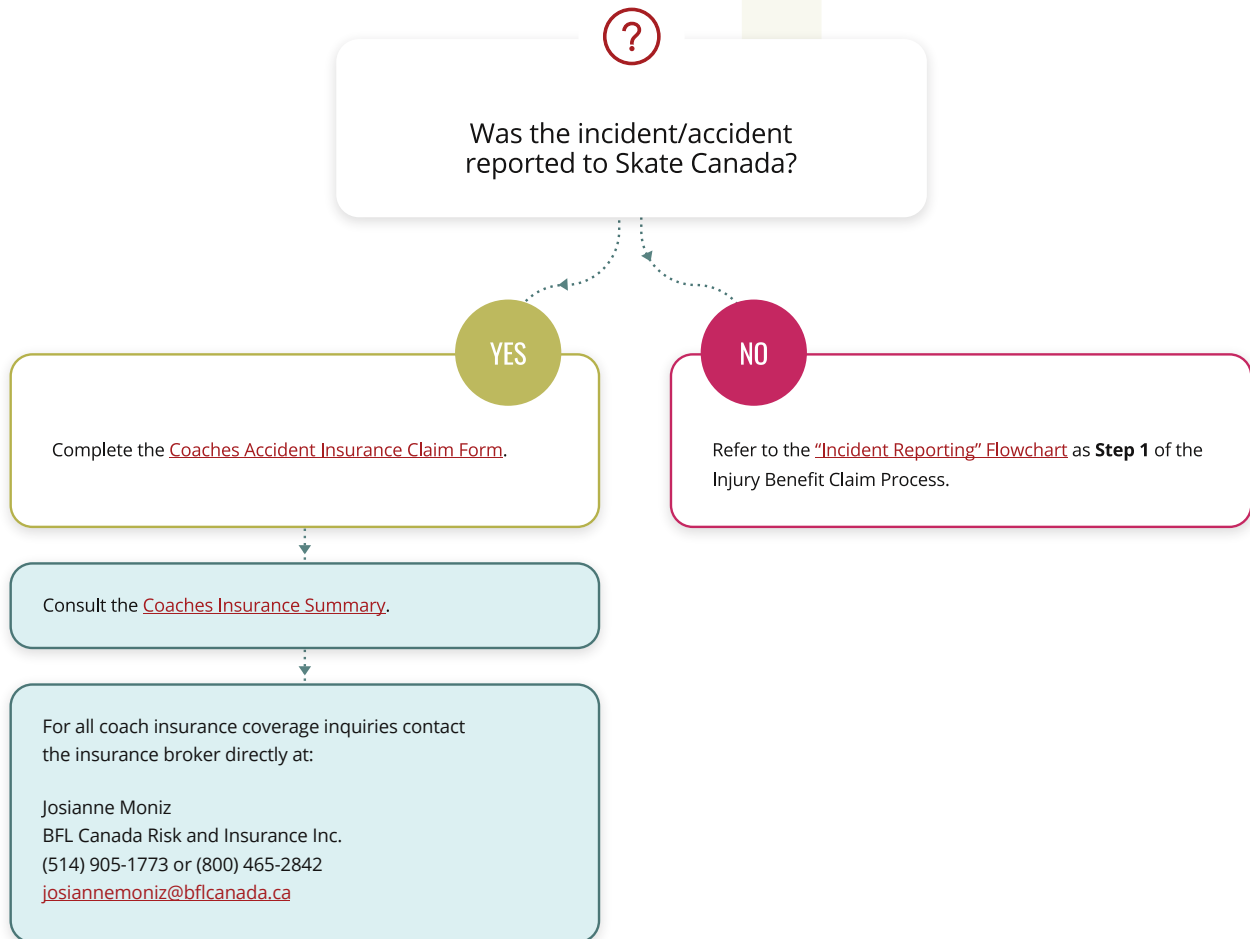 ?
Was the incident/accident
reported to Skate Canada?
YES
Complete the Coaches Accident Insurance Claim Form.
NO
Refer to the “Incident Reporting” Flowchart as Step 1 of the
Injury Benefit Claim Process.
Consult the Coaches Insurance Summary.
For all coach insurance coverage inquiries contact
the insurance broker directly at:
Josianne Moniz
BFL Canada Risk and Insurance Inc.
(514) 905-1773 or (800) 465-2842
josiannemoniz@bflcanada.ca